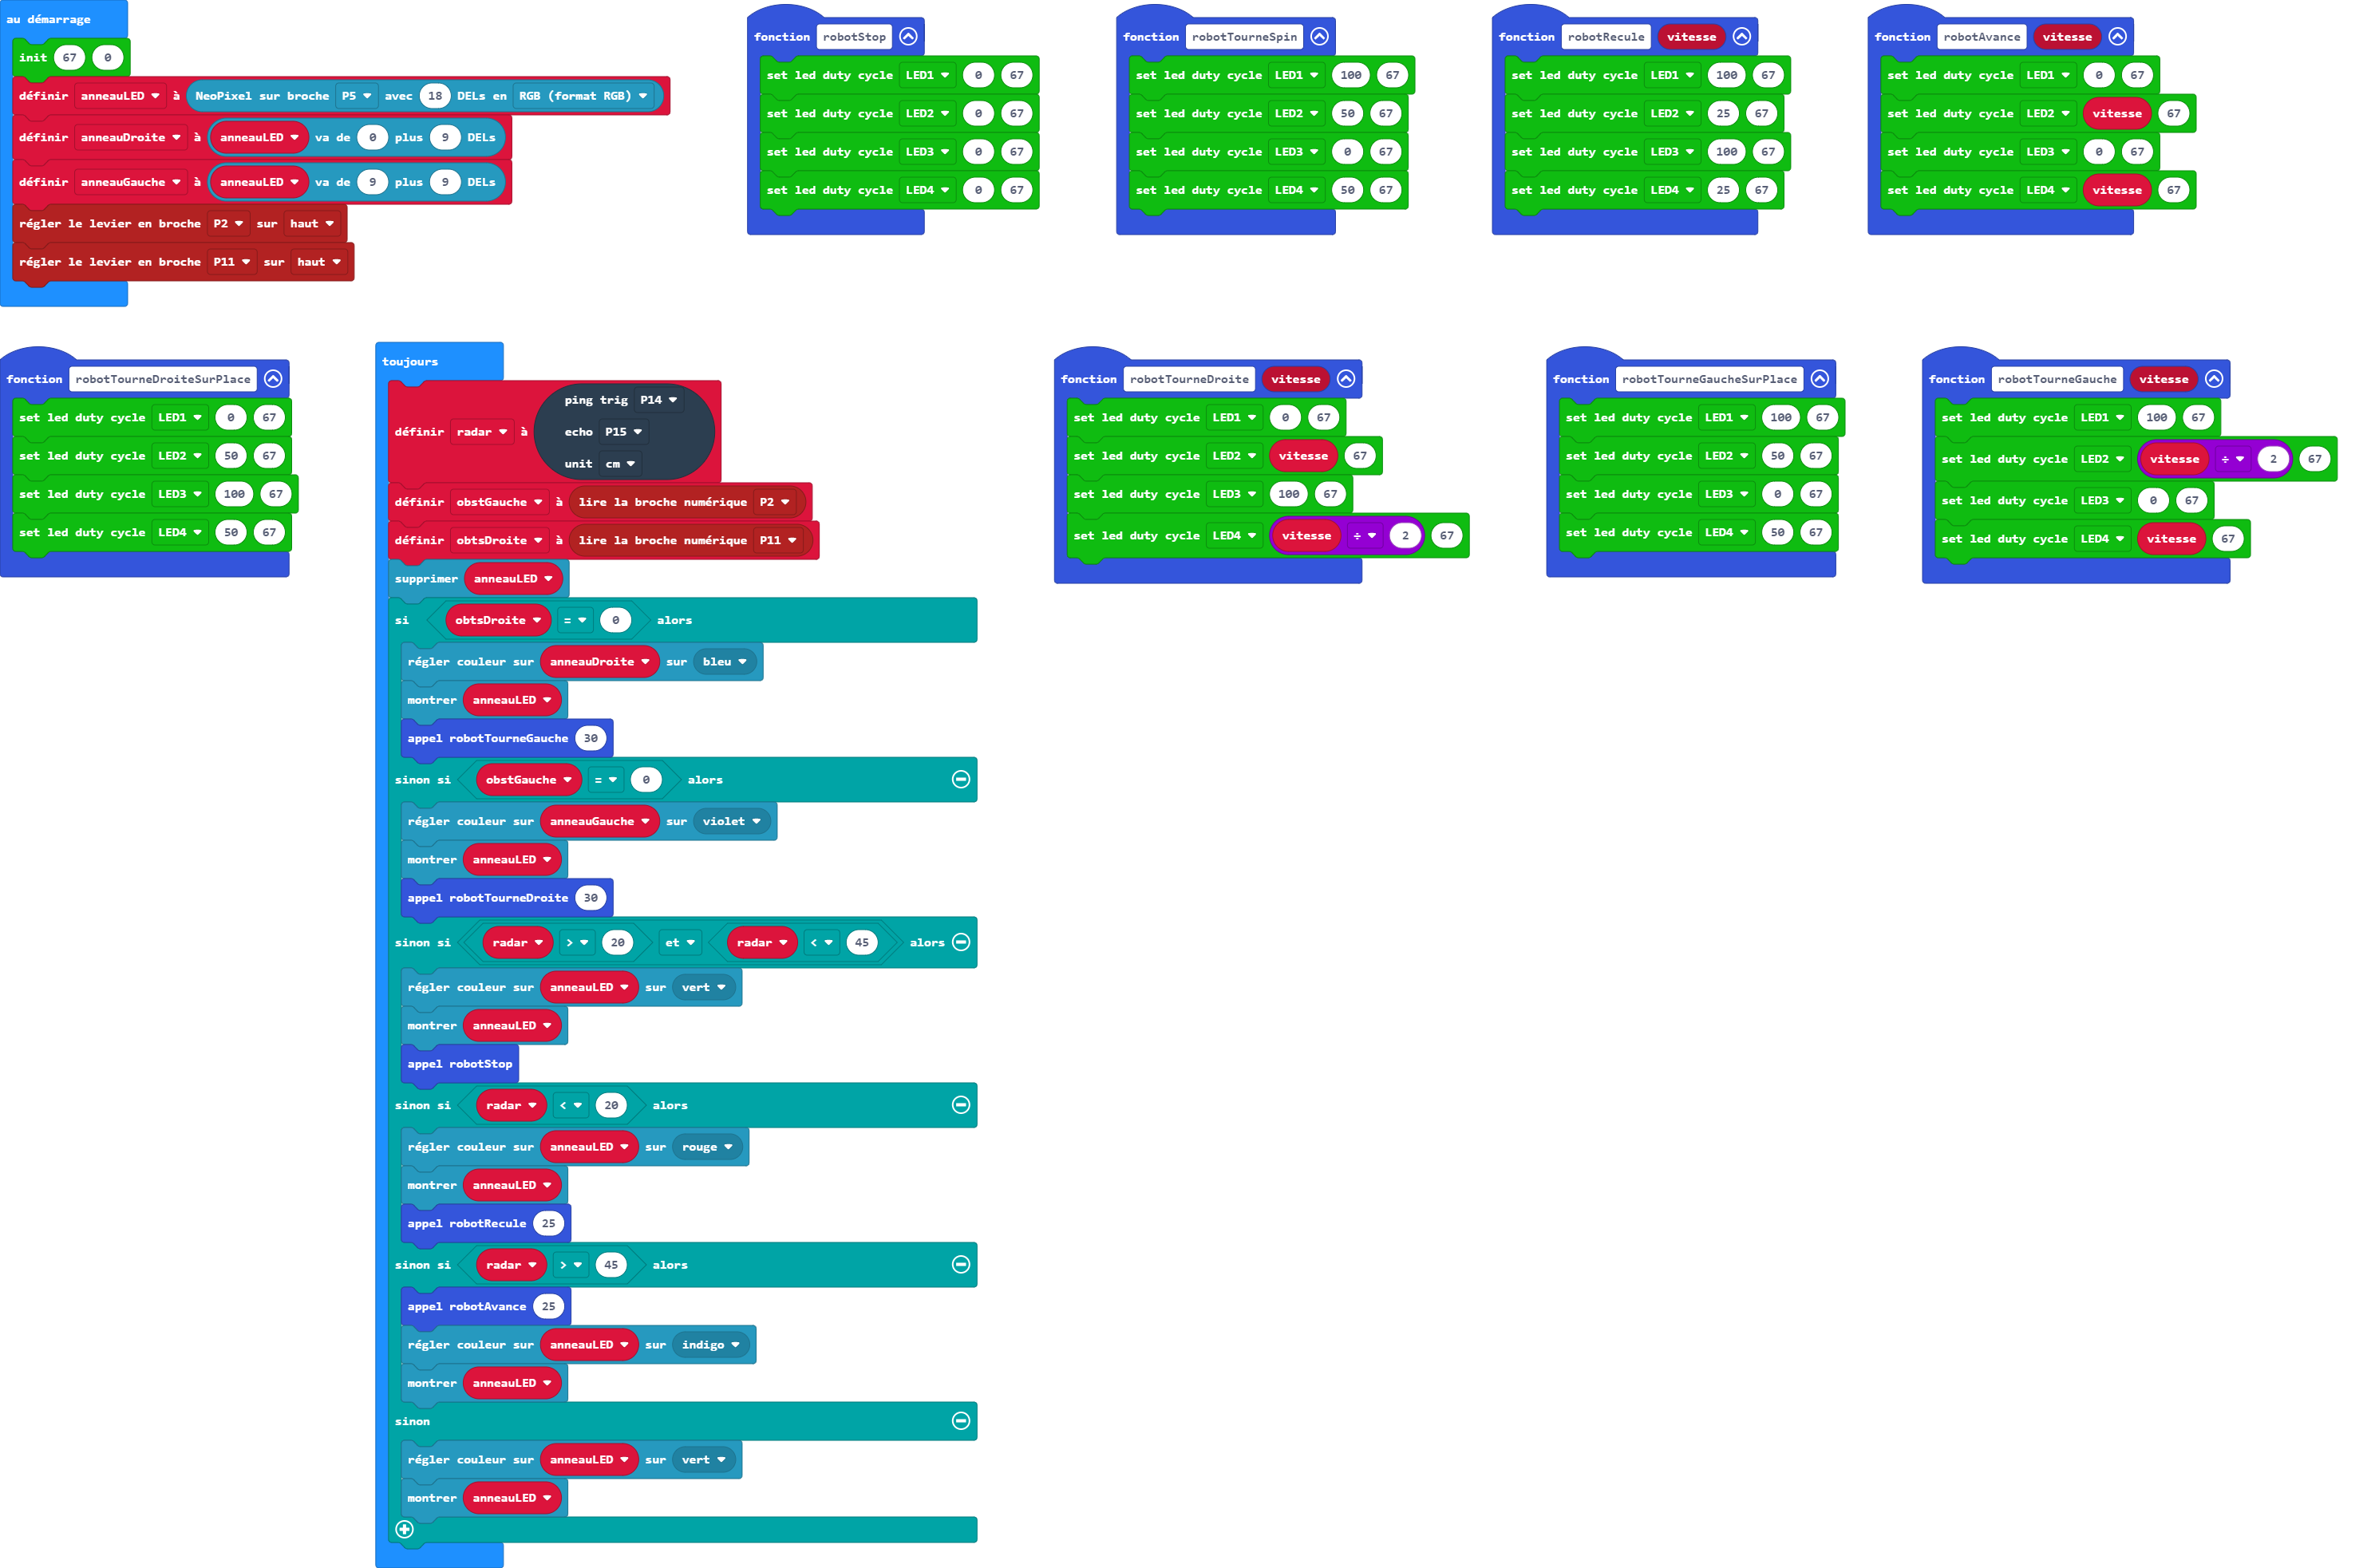 au démarrage
init 67 0
définir anneauLED à NeoPixel sur broche P5 avec 18 DELs en RGB (format RGB)
définir anneauDroite à anneauLED va de 0 plus 9 DELs
définir anneauGauche à anneauLED va de 9 plus 9 DELs
régler le levier en broche P2 sur haut
régler le levier en broche P11 sur haut
fonction robotStop
set led duty cycle LED1 0 67
set led duty cycle LED2 0 67
set led duty cycle LED3 0 67
set led duty cycle LED4 0 67
fonction robotTourneSpin
set led duty cycle LED1 100 67
set led duty cycle LED2 50 67
set led duty cycle LED3 0 67
set led duty cycle LED4 50 67
fonction robotRecule vitesse
set led duty cycle LED1 100 67
set led duty cycle LED2 25 67
set led duty cycle LED3 100 67
set led duty cycle LED4 25 67
fonction robotAvance vitesse
set led duty cycle LED1 0 67
set led duty cycle LED2 vitesse 67
set led duty cycle LED3 0 67
set led duty cycle LED4 vitesse 67
fonction robotTourneDroiteSurPlace
set led duty cycle LED1 0 67
set led duty cycle LED2 50 67
set led duty cycle LED3 100 67
set led duty cycle LED4 50 67
toujours
ping trig P14
définir radar à echo P15
unit cm
définir obstGauche à lire la broche numérique P2
définir obtsDroite à lire la broche numérique P11
supprimer anneauLED
si obtsDroite = 0 alors
régler couleur sur anneauDroite sur bleu
montrer anneauLED
appel robotTourneGauche 30
sinon si obstGauche = 0 alors
régler couleur sur anneauGauche sur violet
montrer anneauLED
appel robotTourneDroite 30
sinon si radar > 20 et radar < 45 alors
régler couleur sur anneauLED sur vert
montrer anneauLED
appel robotStop
sinon si radar < 20 alors
régler couleur sur anneauLED sur rouge
montrer anneauLED
appel robotRecule 25
sinon si radar > 45 alors
appel robotAvance 25
régler couleur sur anneauLED sur indigo
montrer anneauLED
sinon
régler couleur sur anneauLED sur vert
montrer anneauLED
fonction robotTourneDroite vitesse
set led duty cycle LED1 0 67
set led duty cycle LED2 vitesse 67
set led duty cycle LED3 100 67
set led duty cycle LED4 vitesse ÷ 2 67
fonction robotTourneGaucheSurPlace
set led duty cycle LED1 100 67
set led duty cycle LED2 50 67
set led duty cycle LED3 0 67
set led duty cycle LED4 50 67
fonction robotTourneGauche vitesse
set led duty cycle LED1 100 67
set led duty cycle LED2 vitesse ÷ 2 67
set led duty cycle LED3 0 67
set led duty cycle LED4 vitesse 67